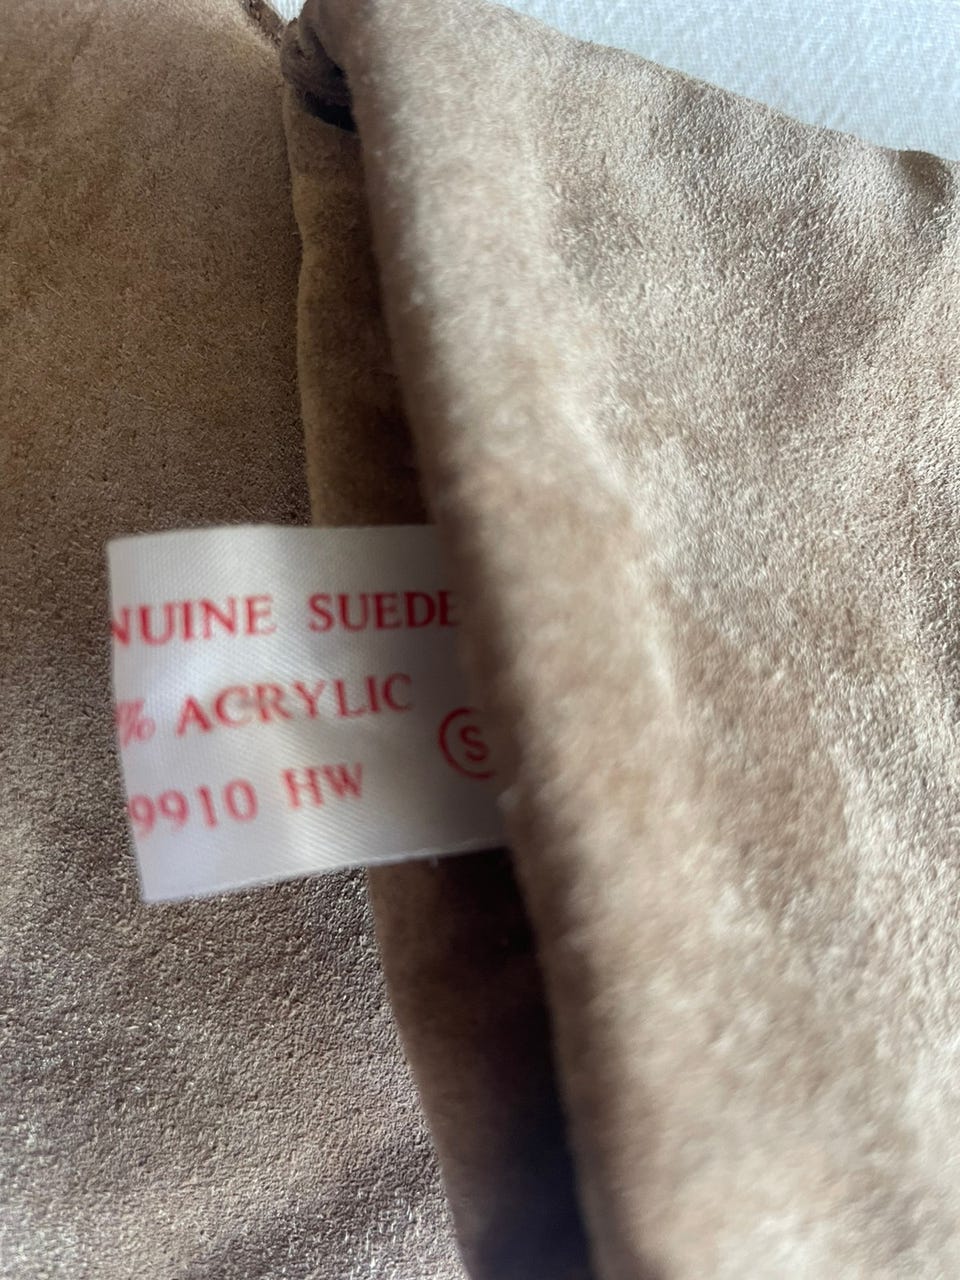 NUINE SUEDE
% ACRYLIC
S
9910 HW